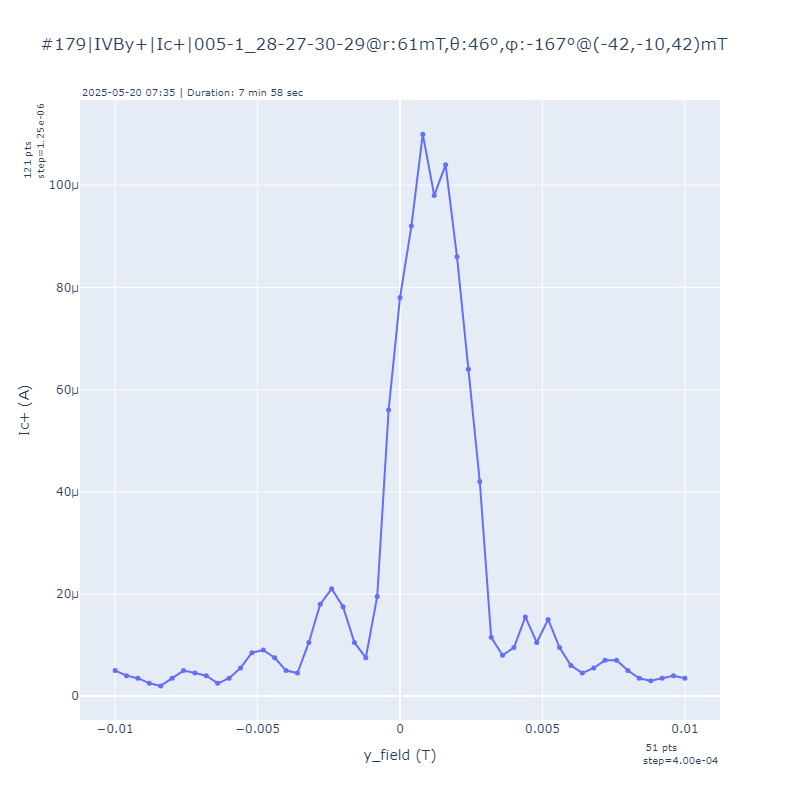 #179|IVBy+|Ic+|005-1_28-27-30-29@r:61mT,θ:46°,φ:-167°@(-42,-10,42)mT
2025-05-20 07:35 | Duration: 7 min 58 sec
121 pts
step=1.25e-06
100μ
80μ
60μ
40μ
20μ
0
Ic+ (A)
−0.01
−0.005
0
0.005
0.01
y_field (T)
51 pts
step=4.00e-04